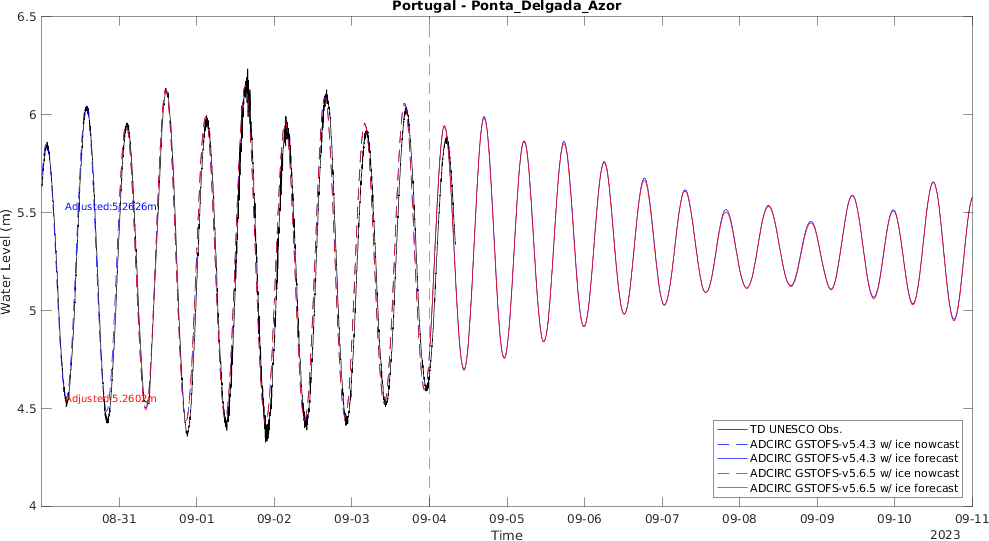 Portugal - Ponta_Delgada_Azor
6.5
6
5.5
5
4.5
4
Water Level (m)
Adjusted:5.2626m
Adjusted:5.2602m
TD UNESCO Obs.
ADCIRC GSTOFS-v5.4.3 w/ ice nowcast
ADCIRC GSTOFS-v5.4.3 w/ ice forecast
ADCIRC GSTOFS-v5.6.5 w/ ice nowcast
ADCIRC GSTOFS-v5.6.5 w/ ice forecast
08-31 09-01 09-02 09-03 09-04 09-05 09-06 09-07 09-08 09-09 09-10 09-11
Time
2023